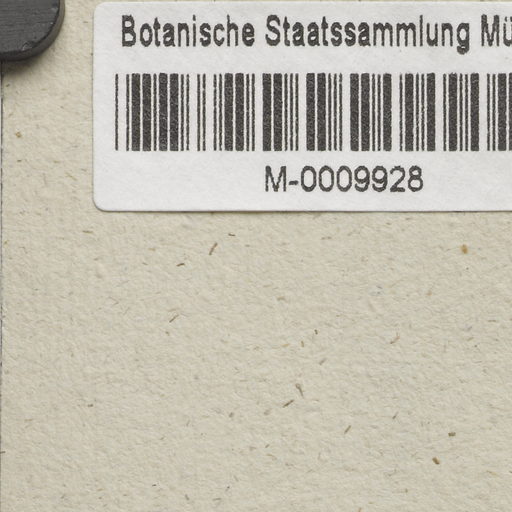 Botanische Staatssammlung Mü
M-0009928